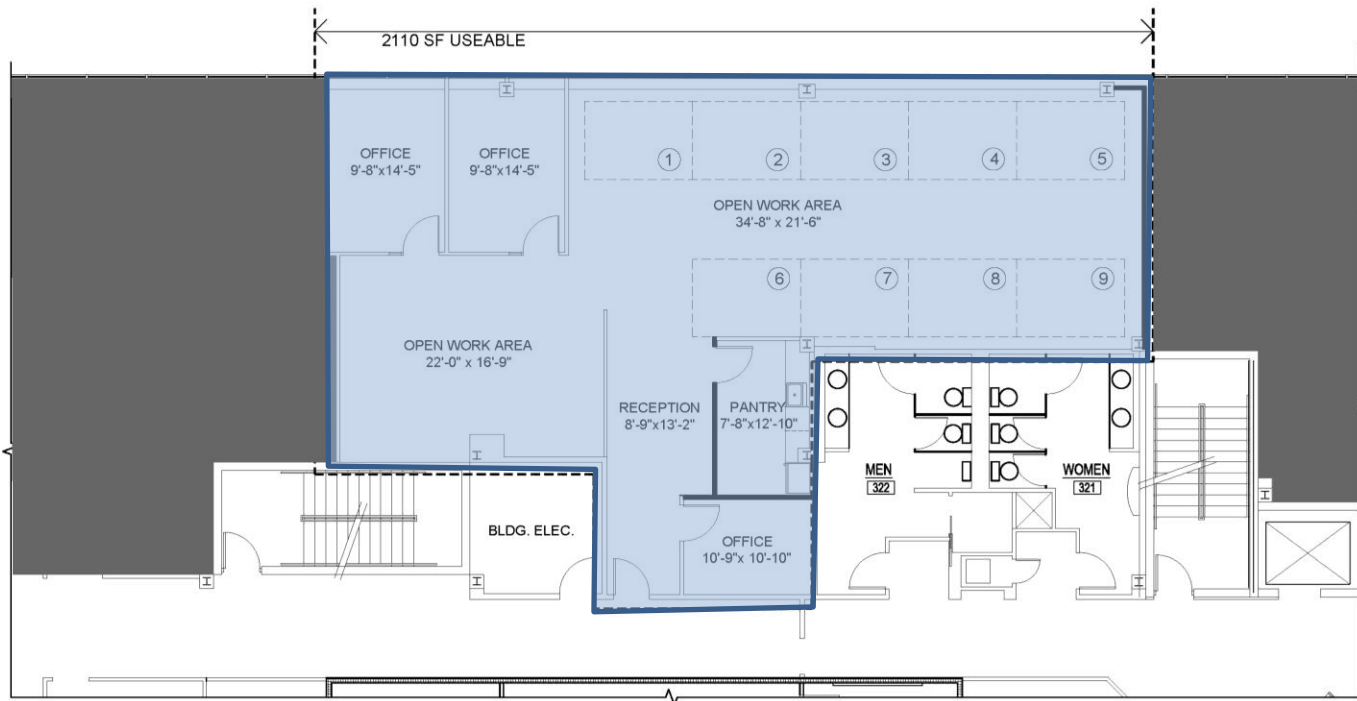 2110 SF USEABLE
OFFICE
9'-8"x14'-5"
OFFICE
9'-8"x14'-5"
1
2
3
4
5
OPEN WORK AREA
34'-8" x 21'-6"
6
7
8
9
OPEN WORK AREA
22'-0" x 16'-9"
RECEPTION
8'-9"x13'-2"
PANTRY
7'-8"x12'-10"
MEN
322
WOMEN
321
BLDG. ELEC.
OFFICE
10'-9"x 10'-10"